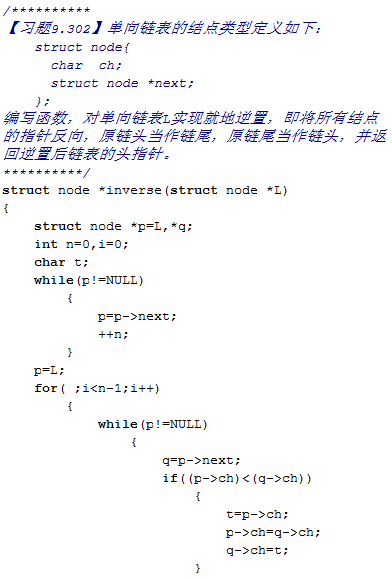 /**********
【习题9.302】单向链表的结点类型定义如下：
struct node{
char ch;
struct node *next;
};
编写函数，对单向链表L实现就地逆置，即将所有结点
的指针反向，原链头当作链尾，原链尾当作链头，并返
回逆置后链表的头指针。
**********/
struct node *inverse(struct node *L)
{
struct node *p=L,*q;
int n=0,i=0;
char t;
while(p!=NULL)
{
p=p->next;
++n;
}
p=L;
for( ;i<n-1;i++)
{
while(p!=NULL)
{
q=p->next;
if((p->ch)<(q->ch))
{
t=p->ch;
p->ch=q->ch;
q->ch=t;
}